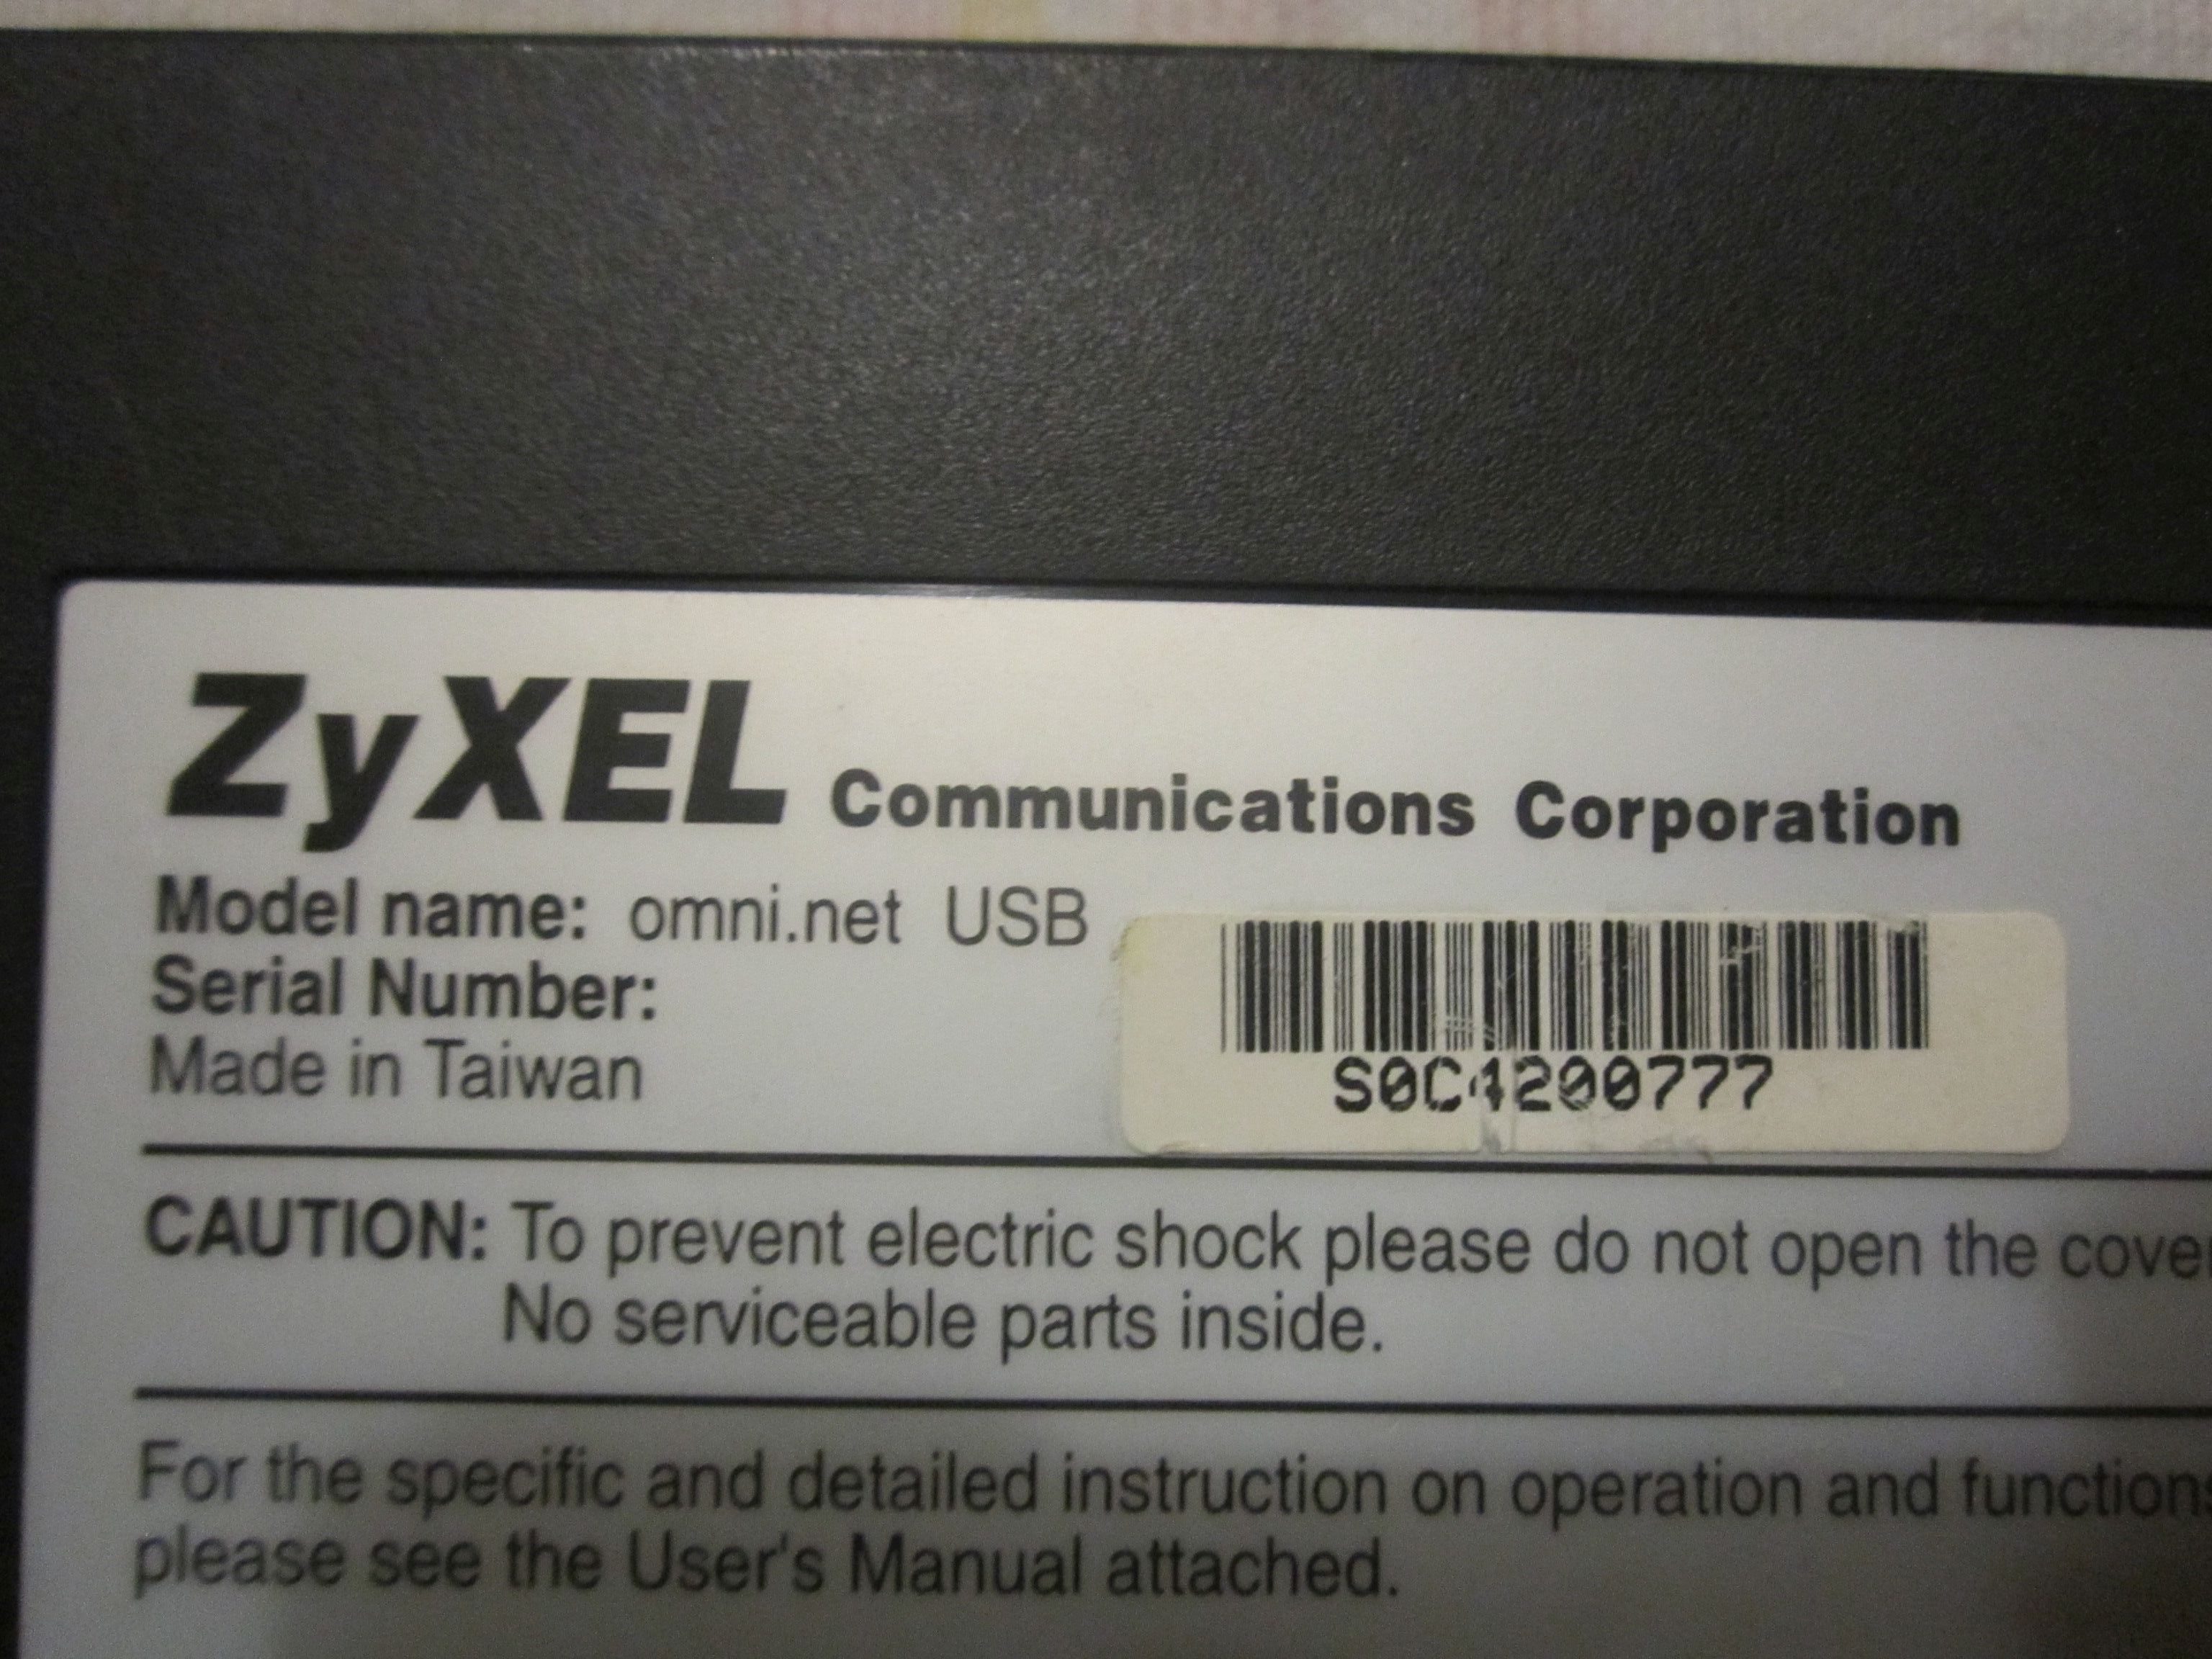 ZyXEL Communications Corporation
Model name: omni.net USB
Serial Number:
S0C4200777
Made in Taiwan
CAUTION: To prevent electric shock please do not open the cover
No serviceable parts inside.
For the specific and detailed instruction on operation and functions
please see the User's Manual attached.